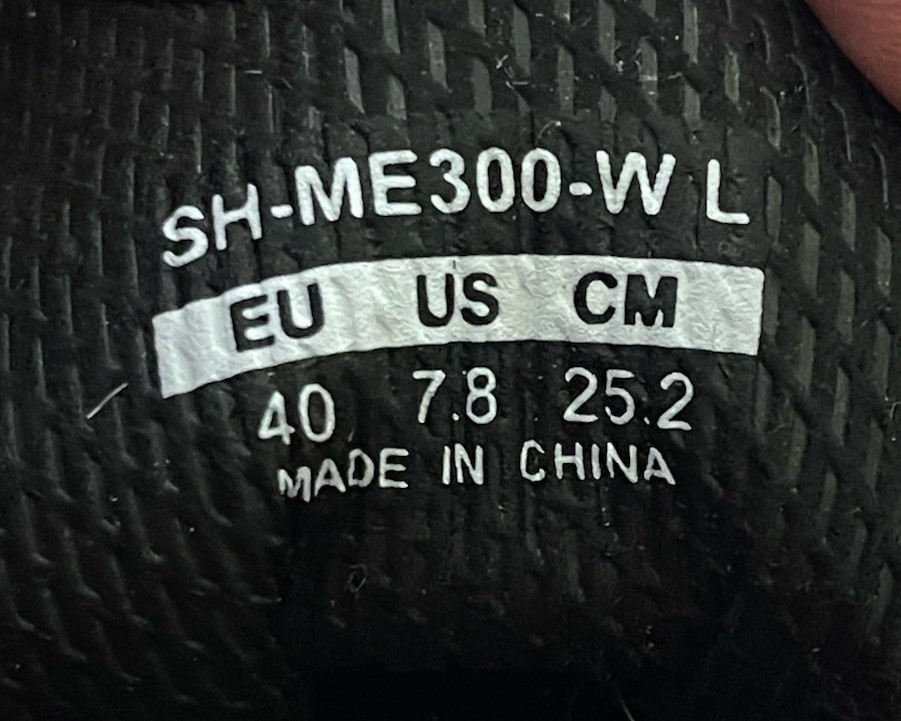 SH-ME300-W L
EU US CM
40 7.8 25.2
MADE IN CHINA